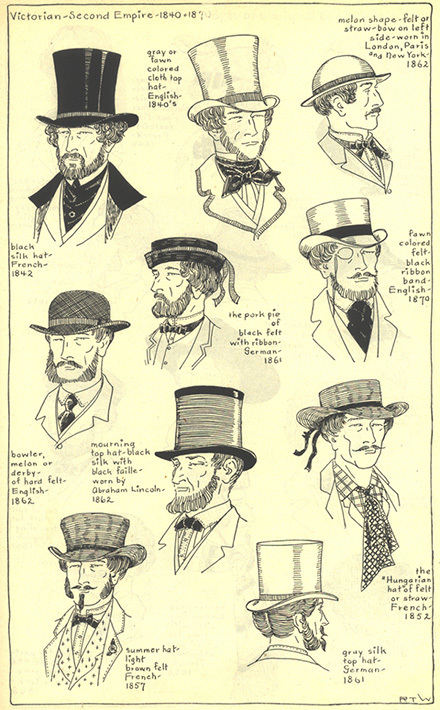 Victorian-Second Empire-1840-187
gray or
fawn
colored
cloth top
hat-
English-
1840's
melon shape-felt or
straw-bow on left
side-worn in
London, Paris
and New York-
1862
black
silk hat-
French-
1842
the pork pie
of
black felt
with ribbon-
German-
1861
fawn
colored
felt-
black
ribbon
band-
English-
1870
bowler,
melon or
derby-
of hard felt-
English-
1862
mourning
top hat-black
silk with
black faille-
worn by
Abraham Lincoln-
1862
the
"Hungarian
hat" of felt
or straw-
French-
1852
summer hat-
light
brown felt
French-
1857
gray silk
top hat-
German-
1861
RTW